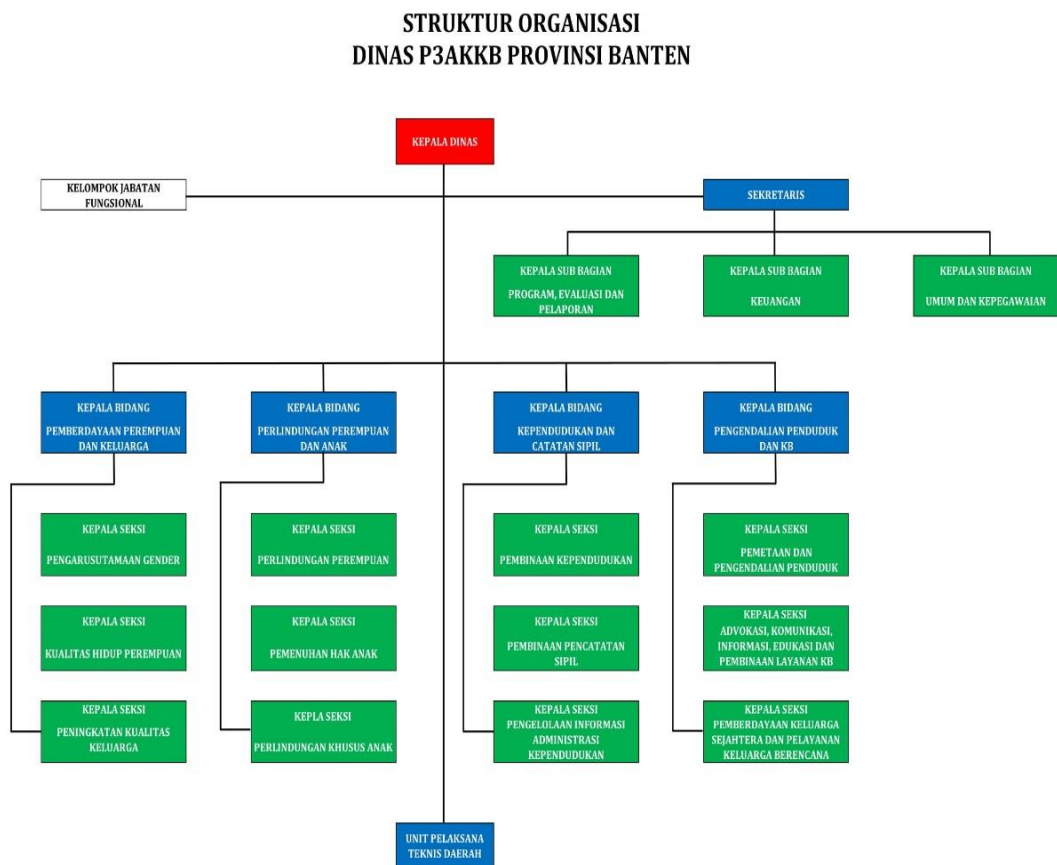 STRUKTUR ORGANISASI
DINAS P3AKKB PROVINSI BANTEN
KEPALA DINAS
KELOMPOK JABATAN
FUNGSIONAL
SEKRETARIS
KEPALA SUB BAGIAN
PROGRAM, EVALUASI DAN
PELAPORAN
KEPALA SUB BAGIAN
KEUANGAN
KEPALA SUB BAGIAN
UMUM DAN KEPEGAWAIAN
KEPALA BIDANG
PEMBERDAYAAN PEREMPUAN
DAN KELUARGA
KEPALA BIDANG
PERLINDUNGAN PEREMPUAN
DAN ANAK
KEPALA BIDANG
KEPENDUDUKAN DAN
CATATAN SIPIL
KEPALA BIDANG
PENGENDALIAN PENDUDUK
DAN KB
KEPALA SEKSI
PENGARUSUTAMAAN GENDER
KEPALA SEKSI
PERLINDUNGAN PEREMPUAN
KEPALA SEKSI
PEMBINAAN KEPENDUDUKAN
KEPALA SEKSI
PEMETAAN DAN
PENGENDALIAN PENDUDUK
KEPALA SEKSI
KUALITAS HIDUP PEREMPUAN
KEPALA SEKSI
PEMENUHAN HAK ANAK
KEPALA SEKSI
PEMBINAAN PENCATATAN
SIPIL
KEPALA SEKSI
ADVOKASI, KOMUNIKASI,
INFORMASI, EDUKASI DAN
PEMBINAAN LAYANAN KB
KEPALA SEKSI
PENINGKATAN KUALITAS
KELUARGA
KEPLA SEKSI
PERLINDUNGAN KHUSUS ANAK
KEPALA SEKSI
PENGELOLAAN INFORMASI
ADMINISTRASI
KEPENDUDUKAN
KEPALA SEKSI
PEMBERDAYAAN KELUARGA
SEJAHTERA DAN PELAYANAN
KELUARGA BERENCANA
UNIT PELAKSANA
TEKNIS DAERAH